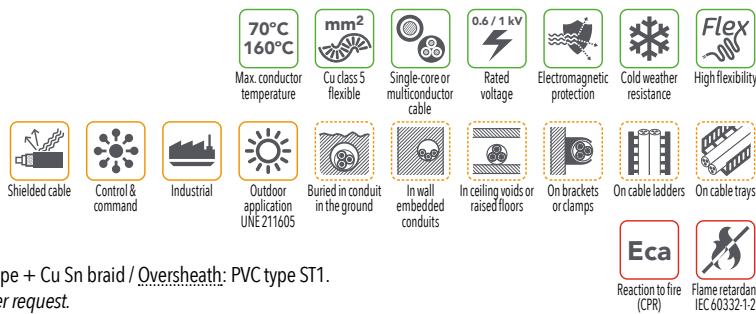 70°C
160°C
mm²
0.6 / 1 kV
Flex
Max. conductor
temperature
Cu class 5
flexible
Single-core or
multiconductor
cable
Rated
voltage
Electromagnetic
protection
Cold weather
resistance
High flexibility
Shielded cable
Control &
command
Industrial
Outdoor
application
UNE 211605
Buried in conduit
in the ground
In wall
embedded
conduits
In ceiling voids or
raised floors
On brackets
or clamps
On cable ladders
On cable trays
Eca
Reaction to fire
(CPR)
Flame retardan
IEC 60332-1-2
pe + Cu Sn braid / Oversheath: PVC type ST1.
er request.